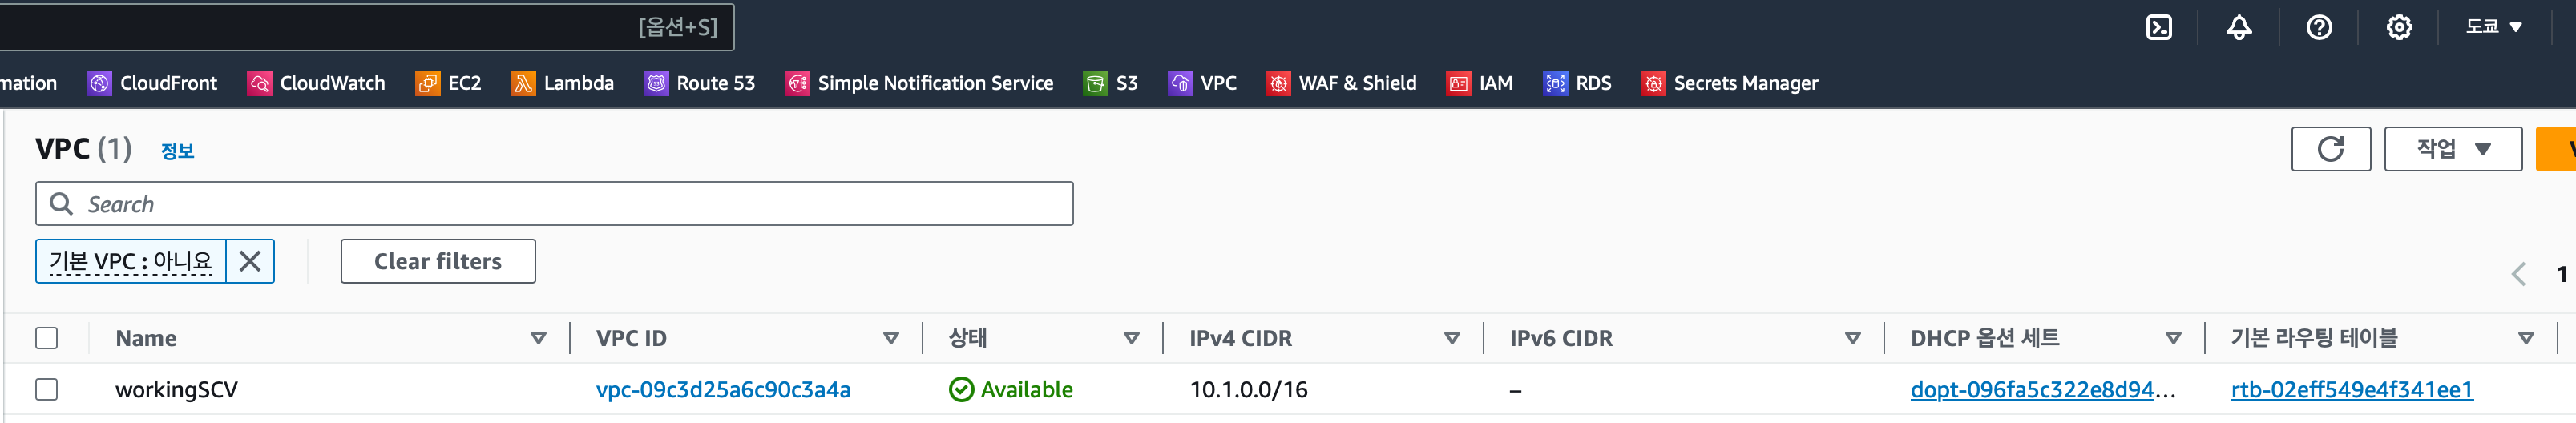 [옵션+S] 도쿄
mation CloudFront CloudWatch EC2 Lambda Route 53 Simple Notification Service S3 VPC WAF & Shield IAM RDS Secrets Manager
VPC (1) 정보 작업
Search
기본 VPC : 아니요 Clear filters
1
Name VPC ID 상태 IPv4 CIDR IPv6 CIDR DHCP 옵션 세트 기본 라우팅 테이블
workingSCV vpc-09c3d25a6c90c3a4a Available 10.1.0.0/16 – dopt-096fa5c322e8d94... rtb-02eff549e4f341ee1